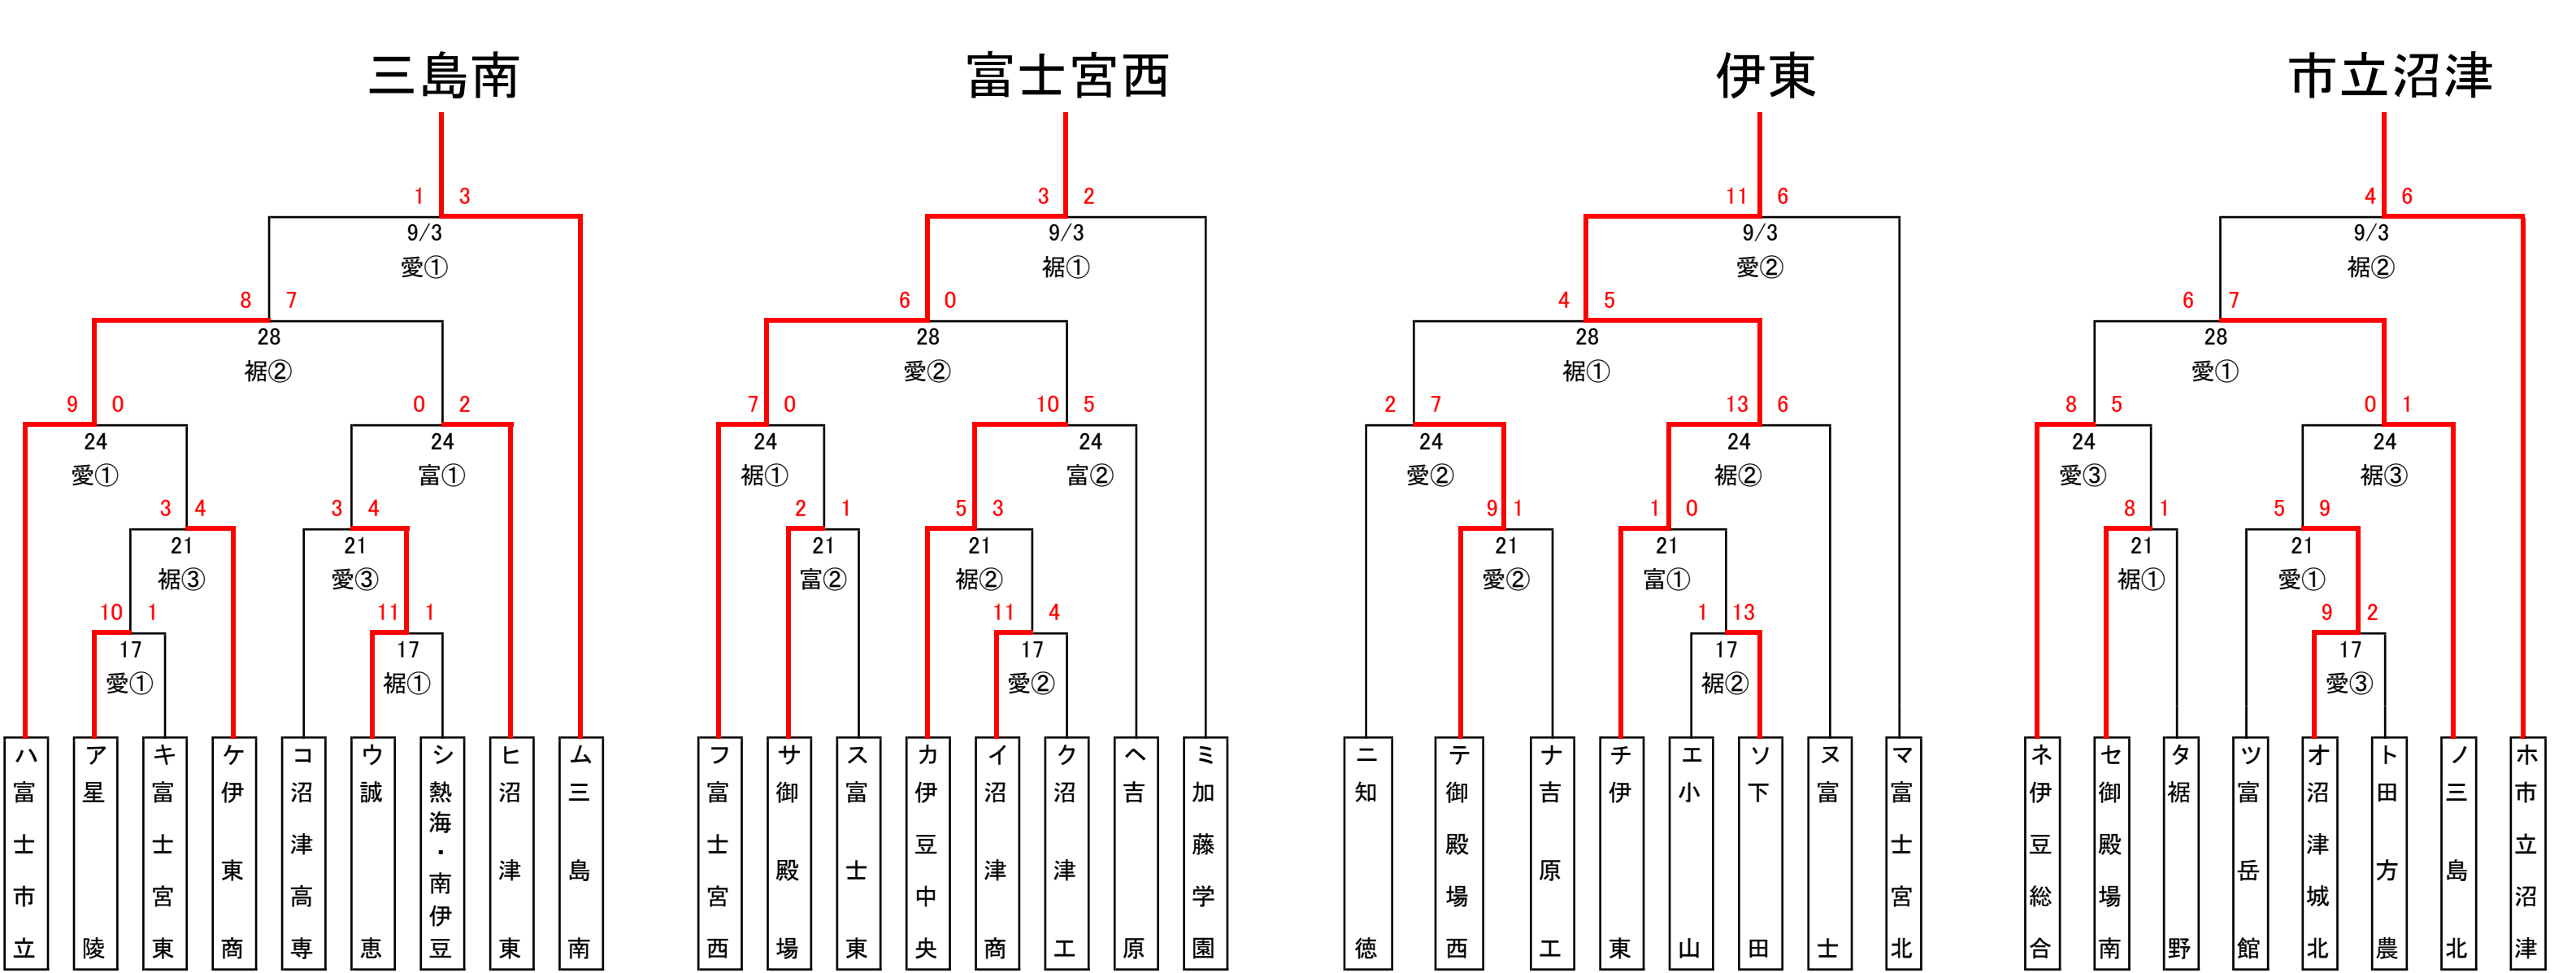 三島南 富士宮西 伊東 市立沼津
1 3 3 2 11 6 4 6
9/3 9/3 9/3 9/3
愛① 裾① 愛② 裾②
8 7 6 0 4 5 6 7
28 28 28 28
裾② 愛② 裾① 愛①
9 0 0 2 7 0 10 5 2 7 13 6 8 5 0 1
24 24 24 24 24 24 24 24
愛① 富① 裾① 富② 愛② 裾② 愛③ 裾③
3 4 3 4 2 1 5 3 9 1 1 0 8 1 5 9
21 21 21 21 21 21 21 21
裾③ 愛③ 富② 裾② 愛② 富① 裾① 愛①
10 1 11 1 11 4 1 13 9 2
17 17 17 17 17
愛① 裾① 愛② 裾② 愛③
ハ富士市立
ア星陵
キ富士宮東
ケ伊東商
コ沼津高専
ウ誠恵
シ熱海・南伊豆
ヒ沼津東
ム三島南
フ富士宮西
サ御殿場
ス富士東
カ伊豆中央
イ沼津商
ク沼津工
ヘ吉原
ミ加藤学園
ニ知徳
テ御殿場西
ナ吉原工
チ伊東
エ小山
ソ下田
ヌ富士
マ富士宮北
ネ伊豆総合
セ御殿場南
タ裾野
ツ富岳館
オ沼津城北
ト田方農
ノ三島北
ホ市立沼津